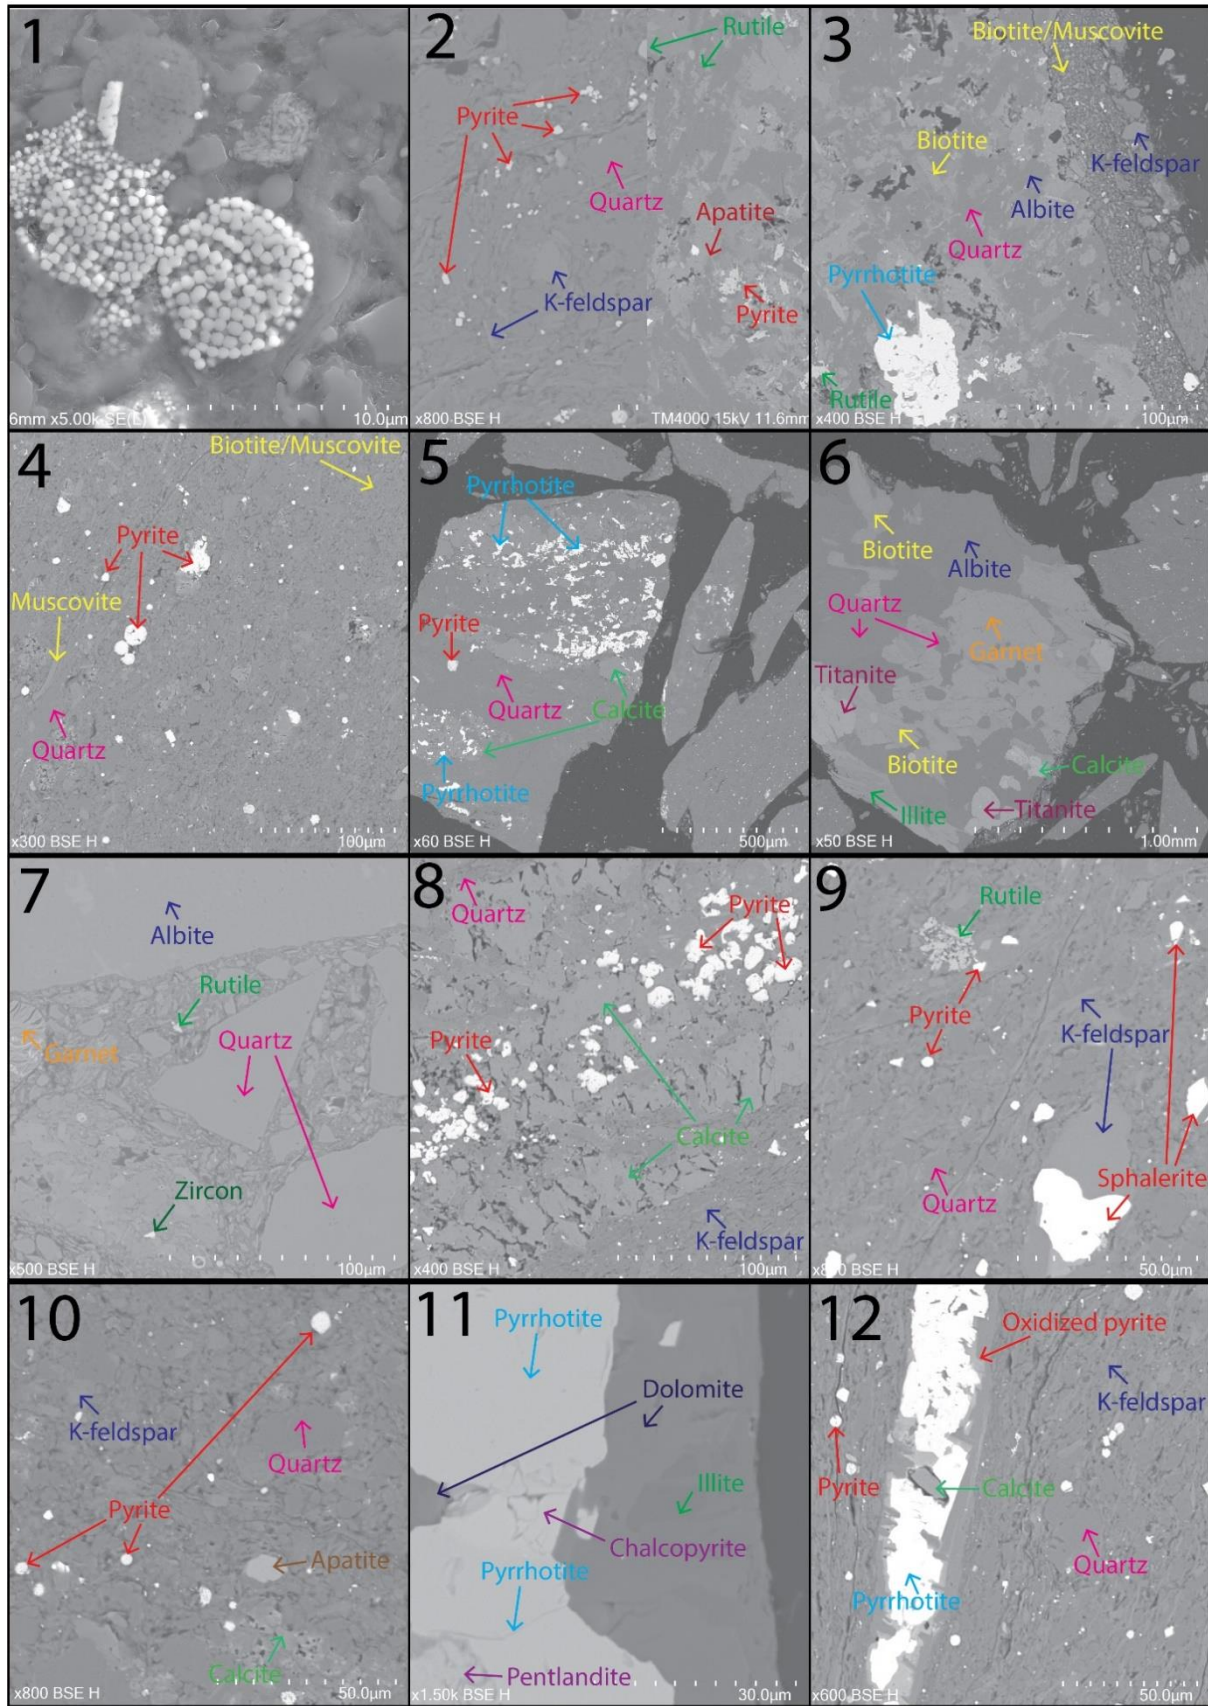 1
6mm x5.00k SE(L)
10.0µm
2
Rutile
Pyrite
Quartz
Apatite
K-feldspar
Pyrite
x800 BSE H
TM4000 15kV 11.6mm
3
Biotite/Muscovite
Biotite
K-feldspar
Albite
Quartz
Pyrrhotite
Rutile
x400 BSE H
100µm
4
Biotite/Muscovite
Pyrite
Muscovite
Quartz
x300 BSE H
100µm
5
Pyrrhotite
Pyrite
Quartz
Calcite
Pyrrhotite
x60 BSE H
500µm
6
Biotite
Albite
Quartz
Garnet
Titanite
Biotite
Calcite
Illite
Titanite
x50 BSE H
1.00mm
7
Albite
Rutile
Quartz
Garnet
Zircon
x500 BSE H
100µm
8
Quartz
Pyrite
Pyrite
Calcite
K-feldspar
x400 BSE H
100µm
9
Rutile
Pyrite
K-feldspar
Quartz
Sphalerite
x800 BSE H
50.0µm
10
K-feldspar
Quartz
Pyrite
Apatite
Calcite
x800 BSE H
50.0µm
11
Pyrrhotite
Dolomite
Illite
Chalcopyrite
Pyrrhotite
Pentlandite
x1.50k BSE H
30.0µm
12
Oxidized pyrite
K-feldspar
Pyrite
Calcite
Quartz
Pyrrhotite
x600 BSE H
50.0µm